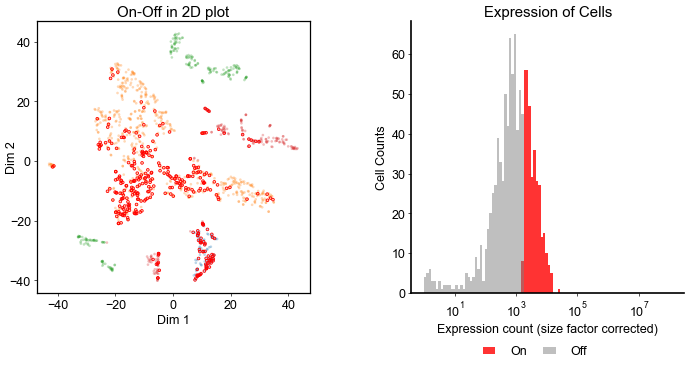 On-Off in 2D plot
40
20
0
−20
−40
Dim 2
−40 −20 0 20 40
Dim 1
Expression of Cells
60
50
40
30
20
10
0
Cell Counts
10^1 10^3 10^5 10^7
Expression count (size factor corrected)
On Off